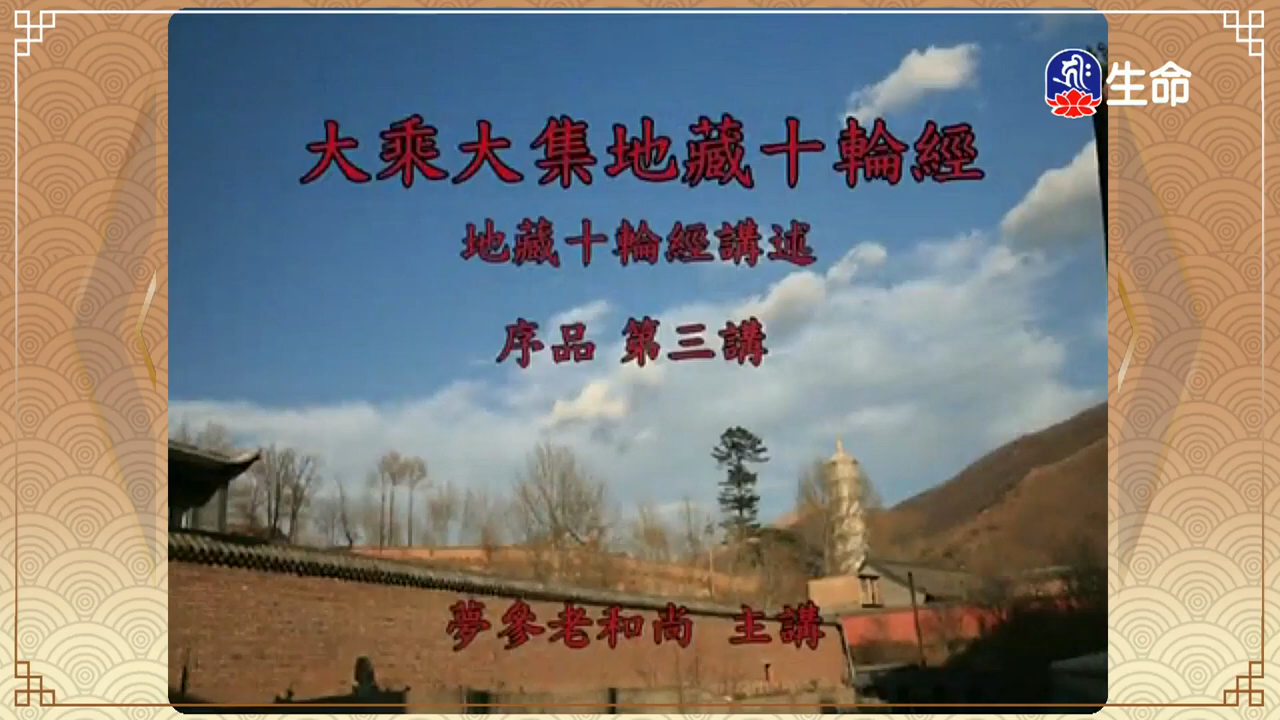 生命
大乘大集地藏十輪經
地藏十輪經講述
序品 第三講
夢參老和尚 主講